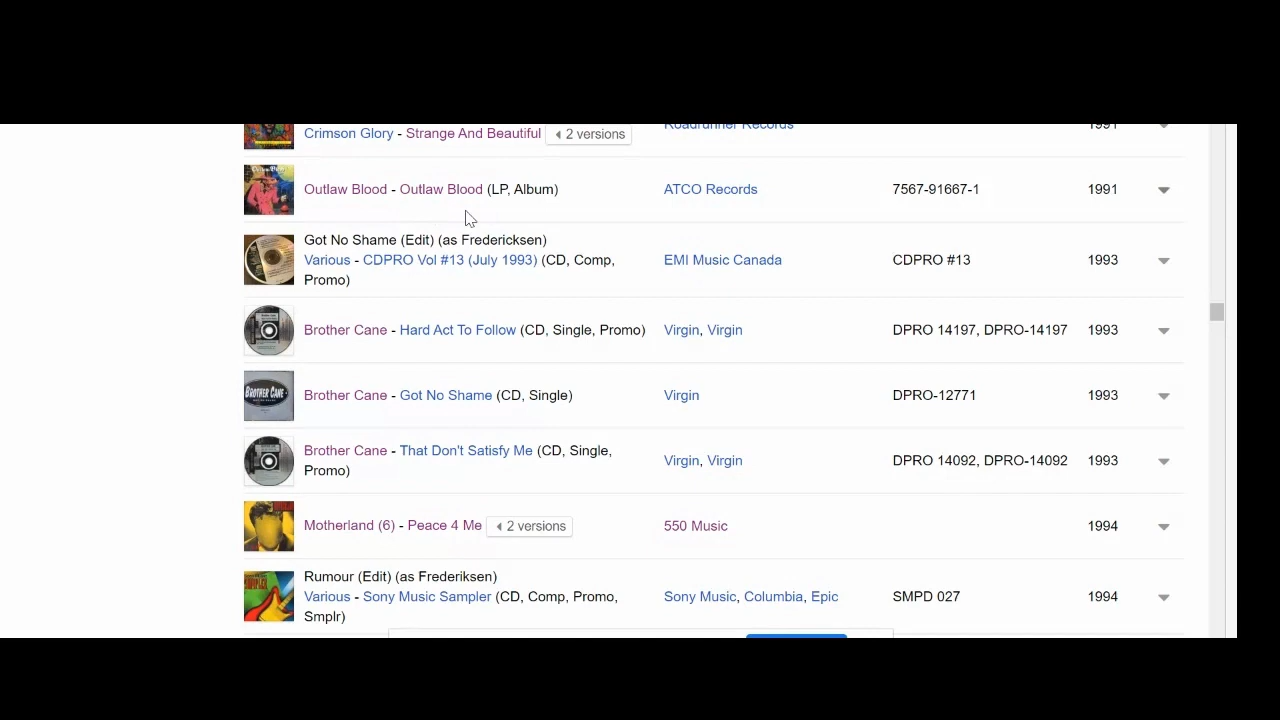 Crimson Glory - Strange And Beautiful 2 versions Roadrunner Records 1991
Outlaw Blood - Outlaw Blood (LP, Album) ATCO Records 7567-91667-1 1991
Got No Shame (Edit) (as Fredericksen)
Various - CDPRO Vol #13 (July 1993) (CD, Comp, EMI Music Canada CDPRO #13 1993
Promo)
Brother Cane - Hard Act To Follow (CD, Single, Promo) Virgin, Virgin DPRO 14197, DPRO-14197 1993
BROTHER CANE
Brother Cane - Got No Shame (CD, Single) Virgin DPRO-12771 1993
Brother Cane - That Don't Satisfy Me (CD, Single, Virgin, Virgin DPRO 14092, DPRO-14092 1993
Promo)
Motherland (6) - Peace 4 Me 2 versions 550 Music 1994
Rumour (Edit) (as Frederiksen)
Various - Sony Music Sampler (CD, Comp, Promo, Sony Music, Columbia, Epic SMPD 027 1994
Smplr)